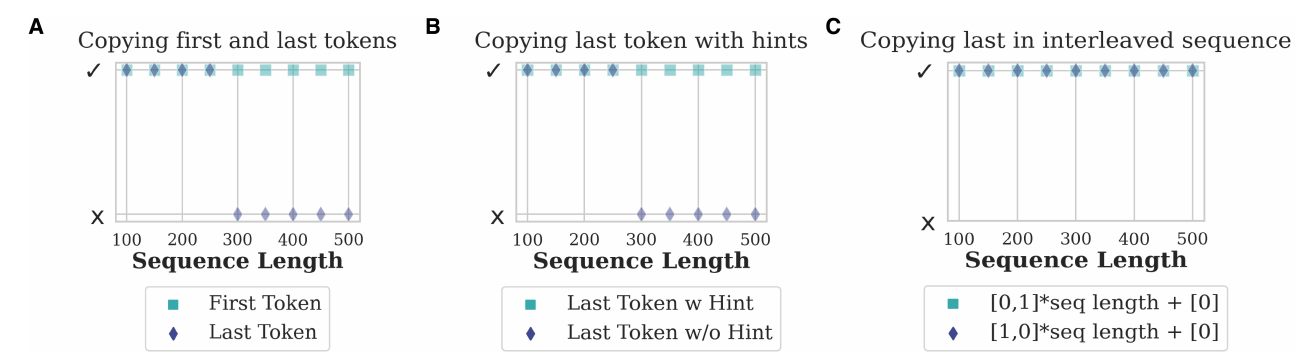 A
Copying first and last tokens
✓
x
100 200 300 400 500
Sequence Length
First Token
Last Token
B
Copying last token with hints
✓
x
100 200 300 400 500
Sequence Length
Last Token w Hint
Last Token w/o Hint
C
Copying last in interleaved sequence
✓
x
100 200 300 400 500
Sequence Length
[0,1]*seq length + [0]
[1,0]*seq length + [0]